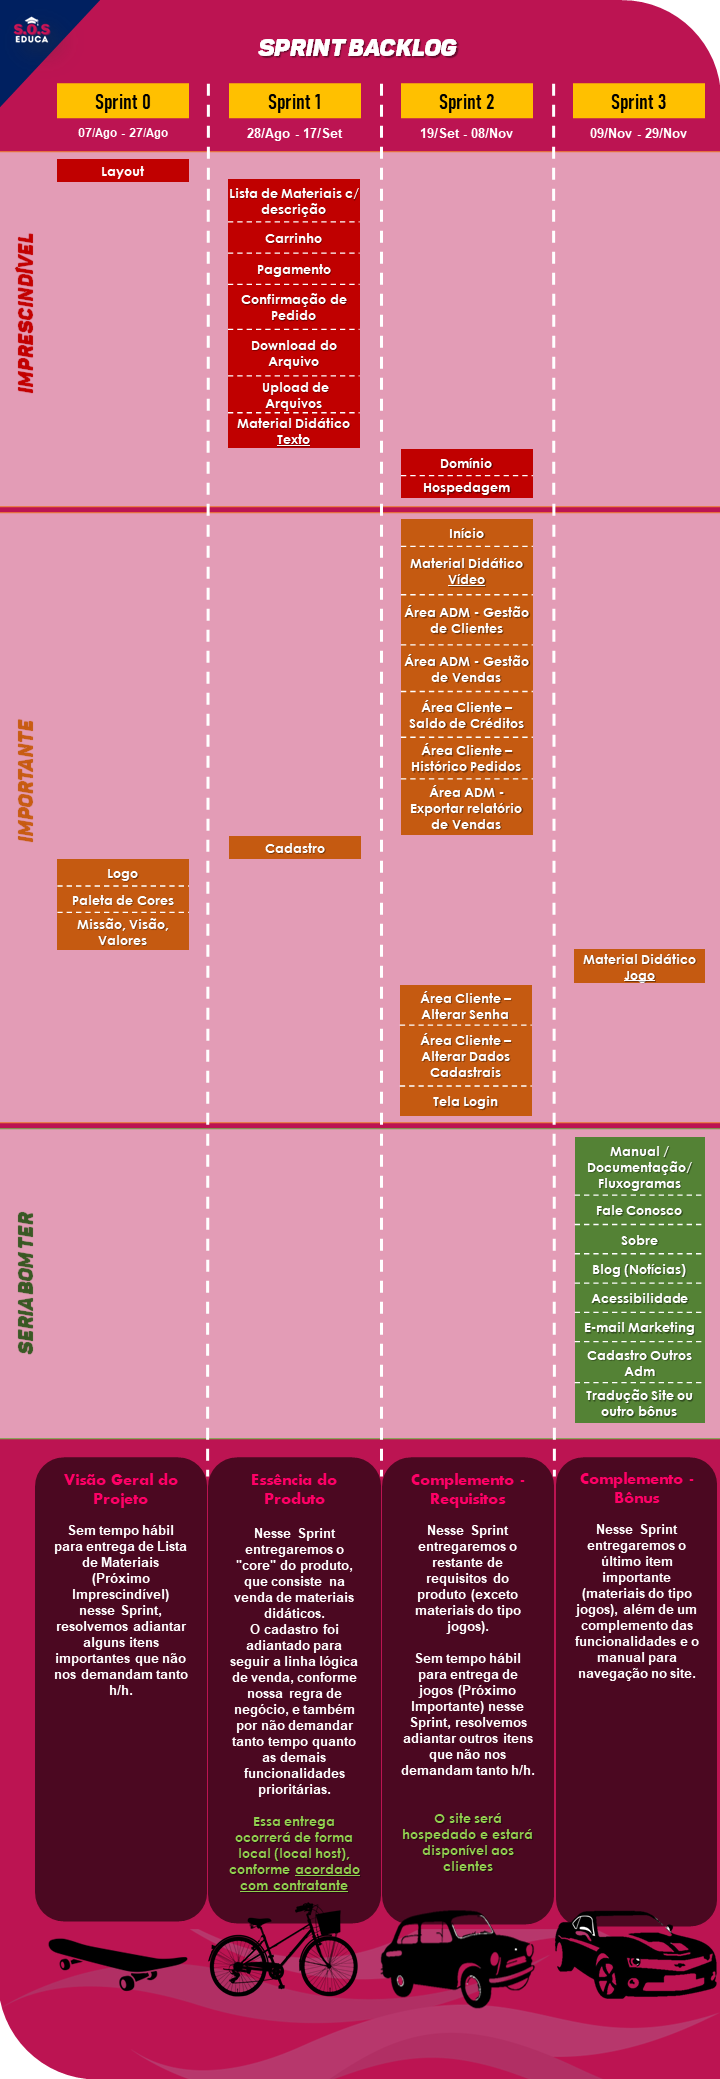 S.O.S
EDUCA
SPRINT BACKLOG
Sprint 0
Sprint 1
Sprint 2
Sprint 3
07/Ago - 27/Ago
28/Ago - 17/Set
19/Set - 08/Nov
09/Nov - 29/Nov
IMPRESCINDÍVEL
Layout
Lista de Materiais c/
descrição
Carrinho
Pagamento
Confirmação de
Pedido
Download do
Arquivo
Upload de
Arquivos
Material Didático
Texto
Domínio
Hospedagem
IMPORTANTE
Início
Material Didático
Vídeo
Área ADM - Gestão
de Clientes
Área ADM - Gestão
de Vendas
Área Cliente –
Saldo de Créditos
Área Cliente –
Histórico Pedidos
Área ADM -
Exportar relatório
de Vendas
Cadastro
Logo
Paleta de Cores
Missão, Visão,
Valores
Material Didático
Jogo
Área Cliente –
Alterar Senha
Área Cliente –
Alterar Dados
Cadastrais
Tela Login
SERIA BOM TER
Manual /
Documentação/
Fluxogramas
Fale Conosco
Sobre
Blog (Notícias)
Acessibilidade
E-mail Marketing
Cadastro Outros
Adm
Tradução Site ou
outro bônus
Visão Geral do
Projeto
Sem tempo hábil
para entrega de Lista
de Materiais
(Próximo
Imprescindível)
nesse Sprint,
resolvemos adiantar
alguns itens
importantes que não
nos demandam tanto
h/h.
Essência do
Produto
Nesse Sprint
entregaremos o
"core" do produto,
que consiste na
venda de materiais
didáticos.
O cadastro foi
adiantado para
seguir a linha lógica
de venda, conforme
nossa regra de
negócio, e também
por não demandar
tanto tempo quanto
as demais
funcionalidades
prioritárias.
Essa entrega
ocorrerá de forma
local (local host),
conforme acordado
com contratante
Complemento -
Requisitos
Nesse Sprint
entregaremos o
restante de
requisitos do
produto (exceto
materiais do tipo
jogos).
Sem tempo hábil
para entrega de
jogos (Próximo
Importante) nesse
Sprint, resolvemos
adiantar outros itens
que não nos
demandam tanto h/h.
O site será
hospedado e estará
disponível aos
clientes
Complemento -
Bônus
Nesse Sprint
entregaremos o
último item
importante
(materiais do tipo
jogos), além de um
complemento das
funcionalidades e o
manual para
navegação no site.